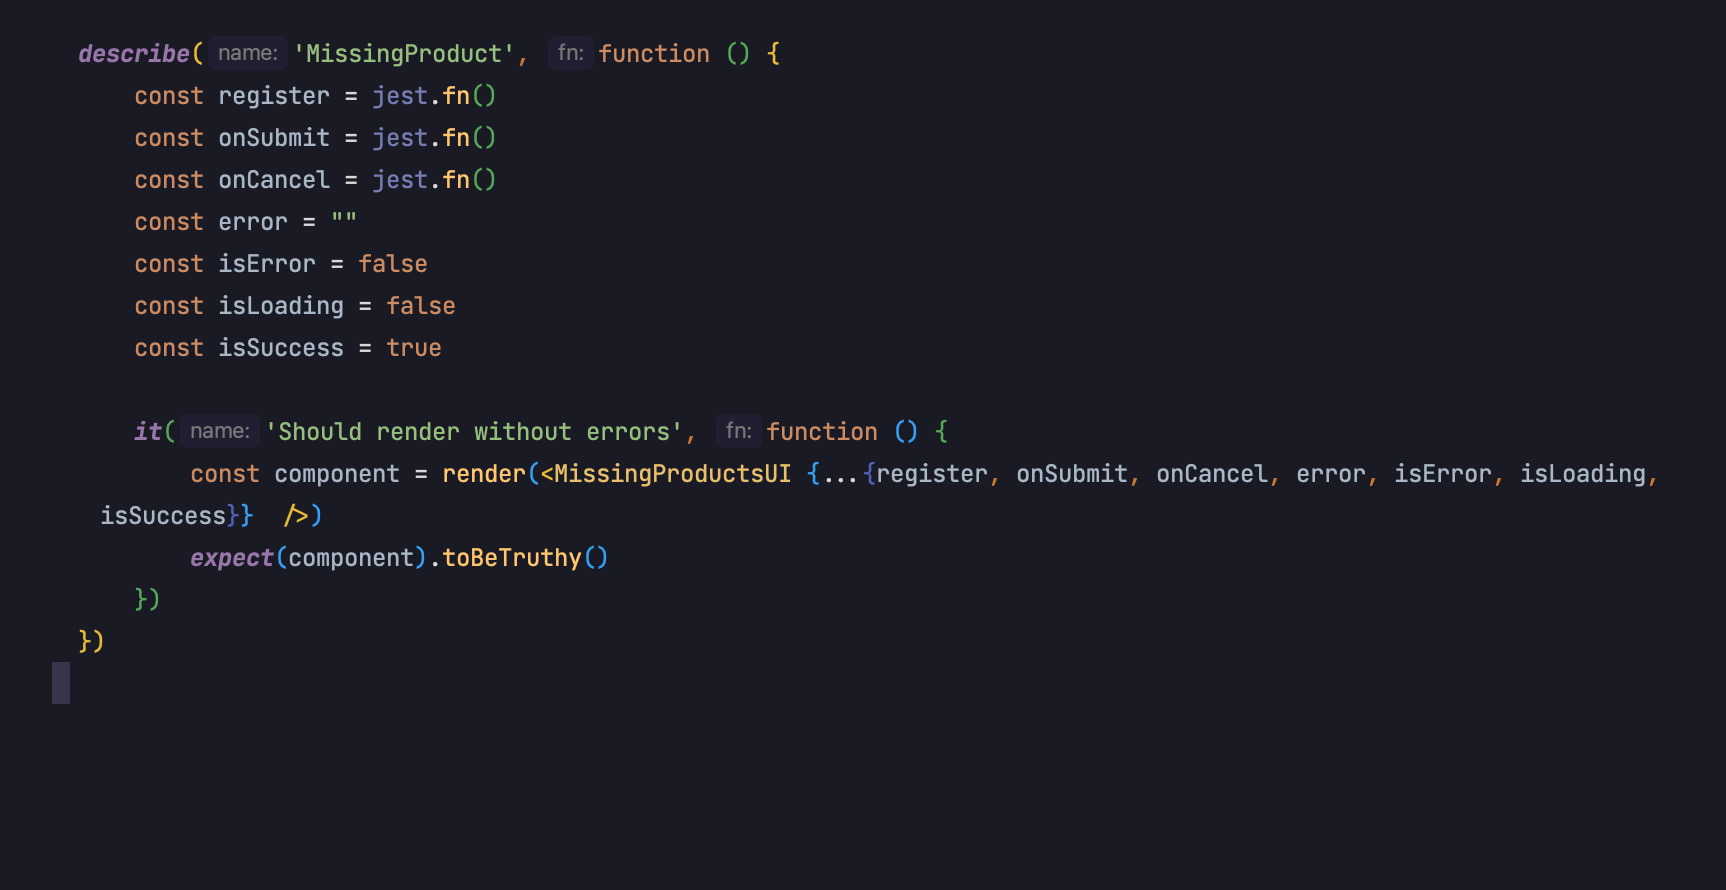 describe( name: 'MissingProduct', fn: function () {
    const register = jest.fn()
    const onSubmit = jest.fn()
    const onCancel = jest.fn()
    const error = ""
    const isError = false
    const isLoading = false
    const isSuccess = true

    it( name: 'Should render without errors', fn: function () {
        const component = render(<MissingProductsUI {...{register, onSubmit, onCancel, error, isError, isLoading,
 isSuccess}}  />)
        expect(component).toBeTruthy()
    })
})